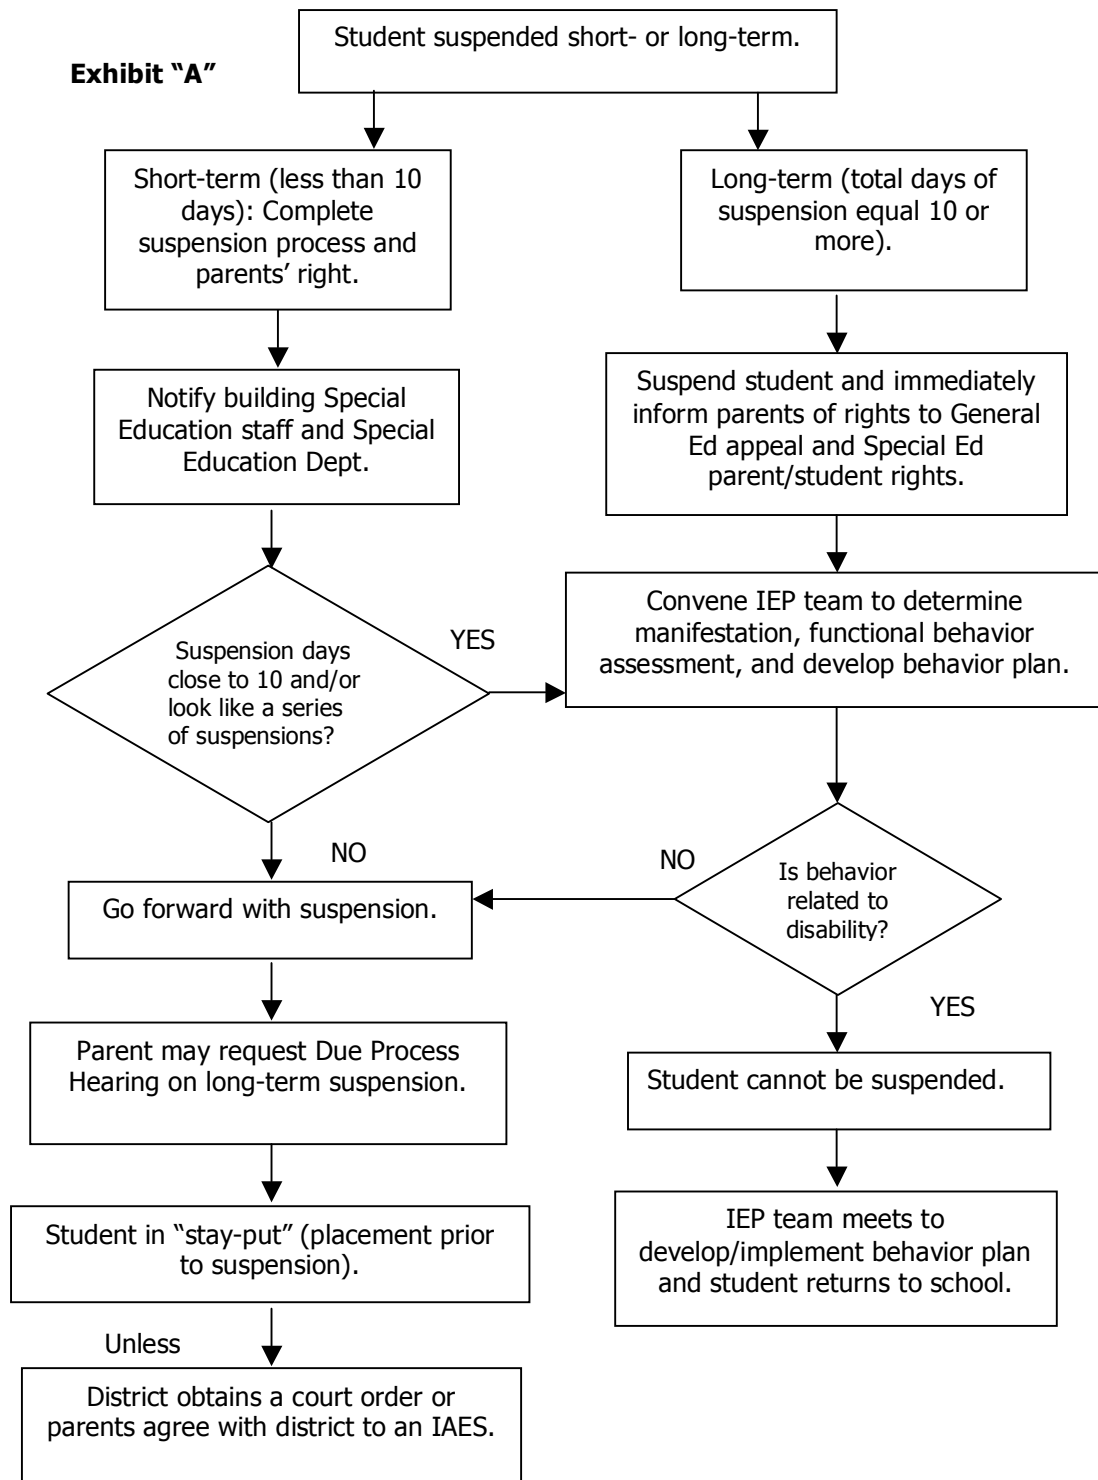 Student suspended short- or long-term.
Exhibit “A”
Short-term (less than 10
days): Complete
suspension process and
parents’ right.
Long-term (total days of
suspension equal 10 or
more).
Notify building Special
Education staff and Special
Education Dept.
Suspend student and immediately
inform parents of rights to General
Ed appeal and Special Ed
parent/student rights.
Suspension days
close to 10 and/or
look like a series
of suspensions?
YES
Convene IEP team to determine
manifestation, functional behavior
assessment, and develop behavior plan.
NO
Go forward with suspension.
NO
Is behavior
related to
disability?
YES
Parent may request Due Process
Hearing on long-term suspension.
Student cannot be suspended.
Student in “stay-put” (placement prior
to suspension).
IEP team meets to
develop/implement behavior plan
and student returns to school.
Unless
District obtains a court order or
parents agree with district to an IAES.